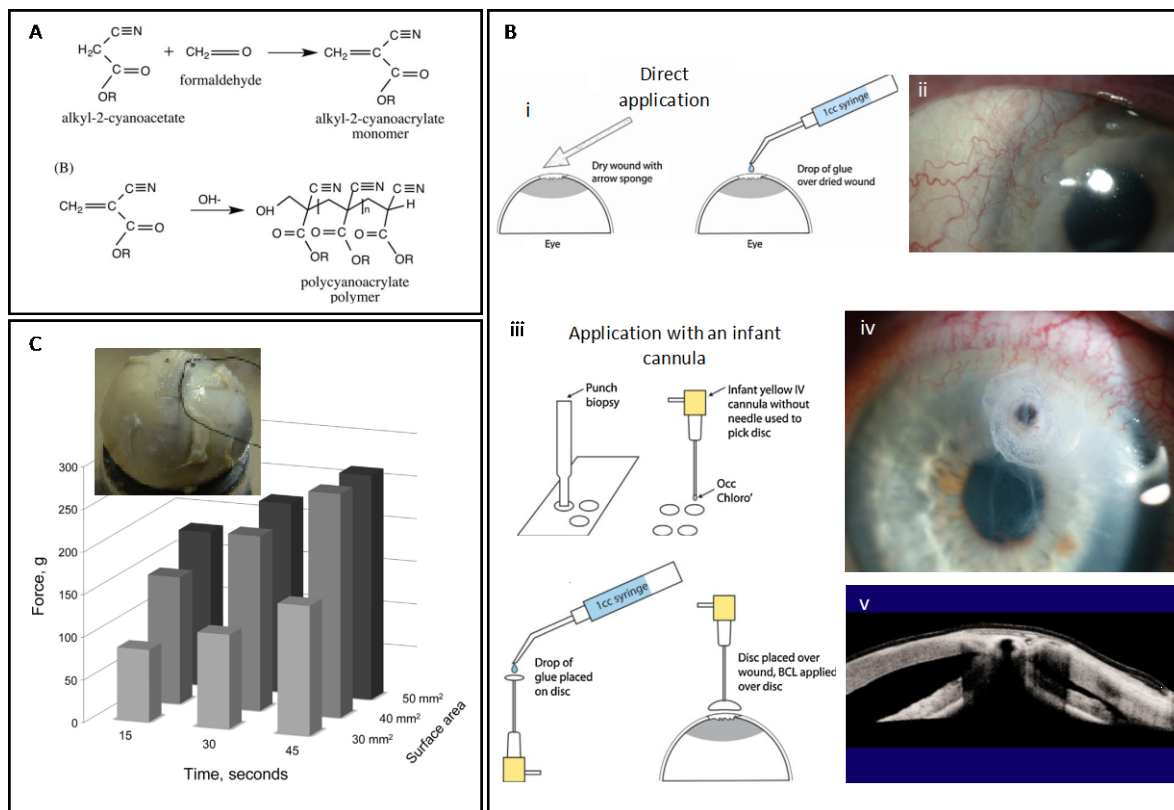 A
C≡N
H₂C
C=O
OR
alkyl-2-cyanoacetate
+
CH₂=O
formaldehyde
CH₂=C
C≡N
C=O
OR
alkyl-2-cyanoacrylate
monomer
(B)
CH₂=C
C≡N
C=O
OR
OH-
OH
CN CN CN
H
n
O=C C C
O O
OR OR OR
polycyanoacrylate
polymer
B
Direct
application
i
Dry wound with
arrow sponge
Eye
1cc syringe
Drop of glue
over dried wound
Eye
ii
iii
Application with an infant
cannula
Punch
biopsy
Infant yellow IV
cannula without
needle used to
pick disc
Occ
Chloro'
1cc syringe
Drop of
glue placed
on disc
Disc placed over
wound, BCL applied
over disc
iv
v
C
Force, g
300
250
200
150
100
50
0
15
30
45
Time, seconds
50 mm²
40 mm²
30 mm²
Surface area